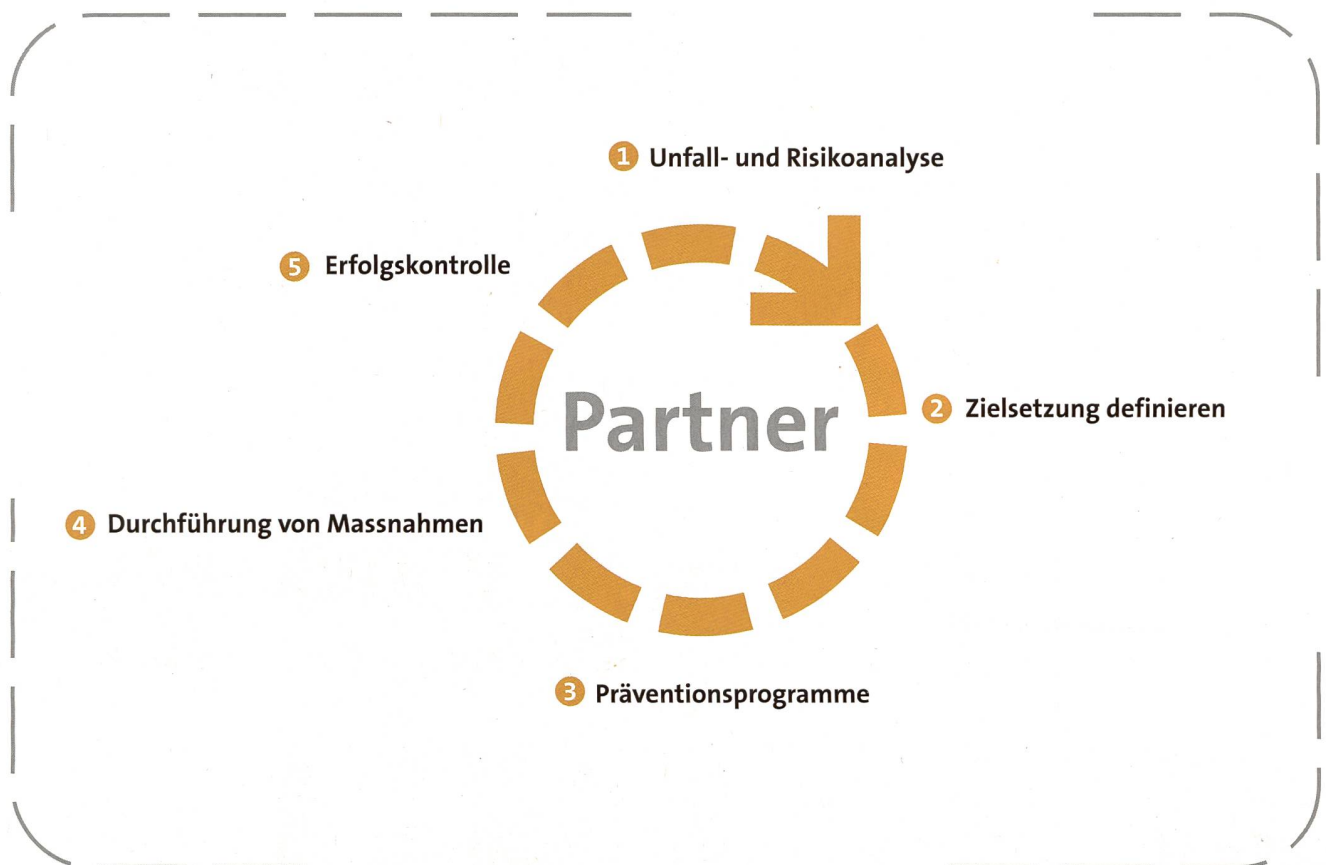 1 Unfall- und Risikoanalyse
5 Erfolgskontrolle
Partner
2 Zielsetzung definieren
4 Durchführung von Massnahmen
3 Präventionsprogramme